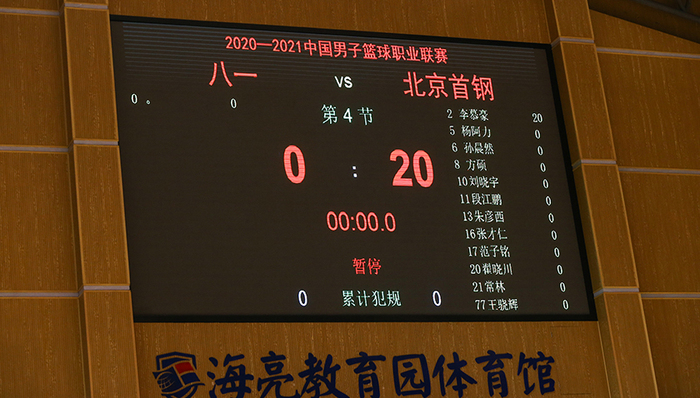 2020—2021中国男子篮球职业联赛
八一 VS 北京首钢
0 。 0
第 4 节
2 李慕豪 20
5 杨阿力 0
6 孙晨然 0
8 方硕 0
10刘晓宇 0
11段江鹏 0
13朱彦西 0
16张才仁 0
17范子铭 0
20翟晓川 0
21常林 0
77王骁辉 0
0 : 20
00:00.0
暂停
0 累计犯规 0
海亮教育园体育馆